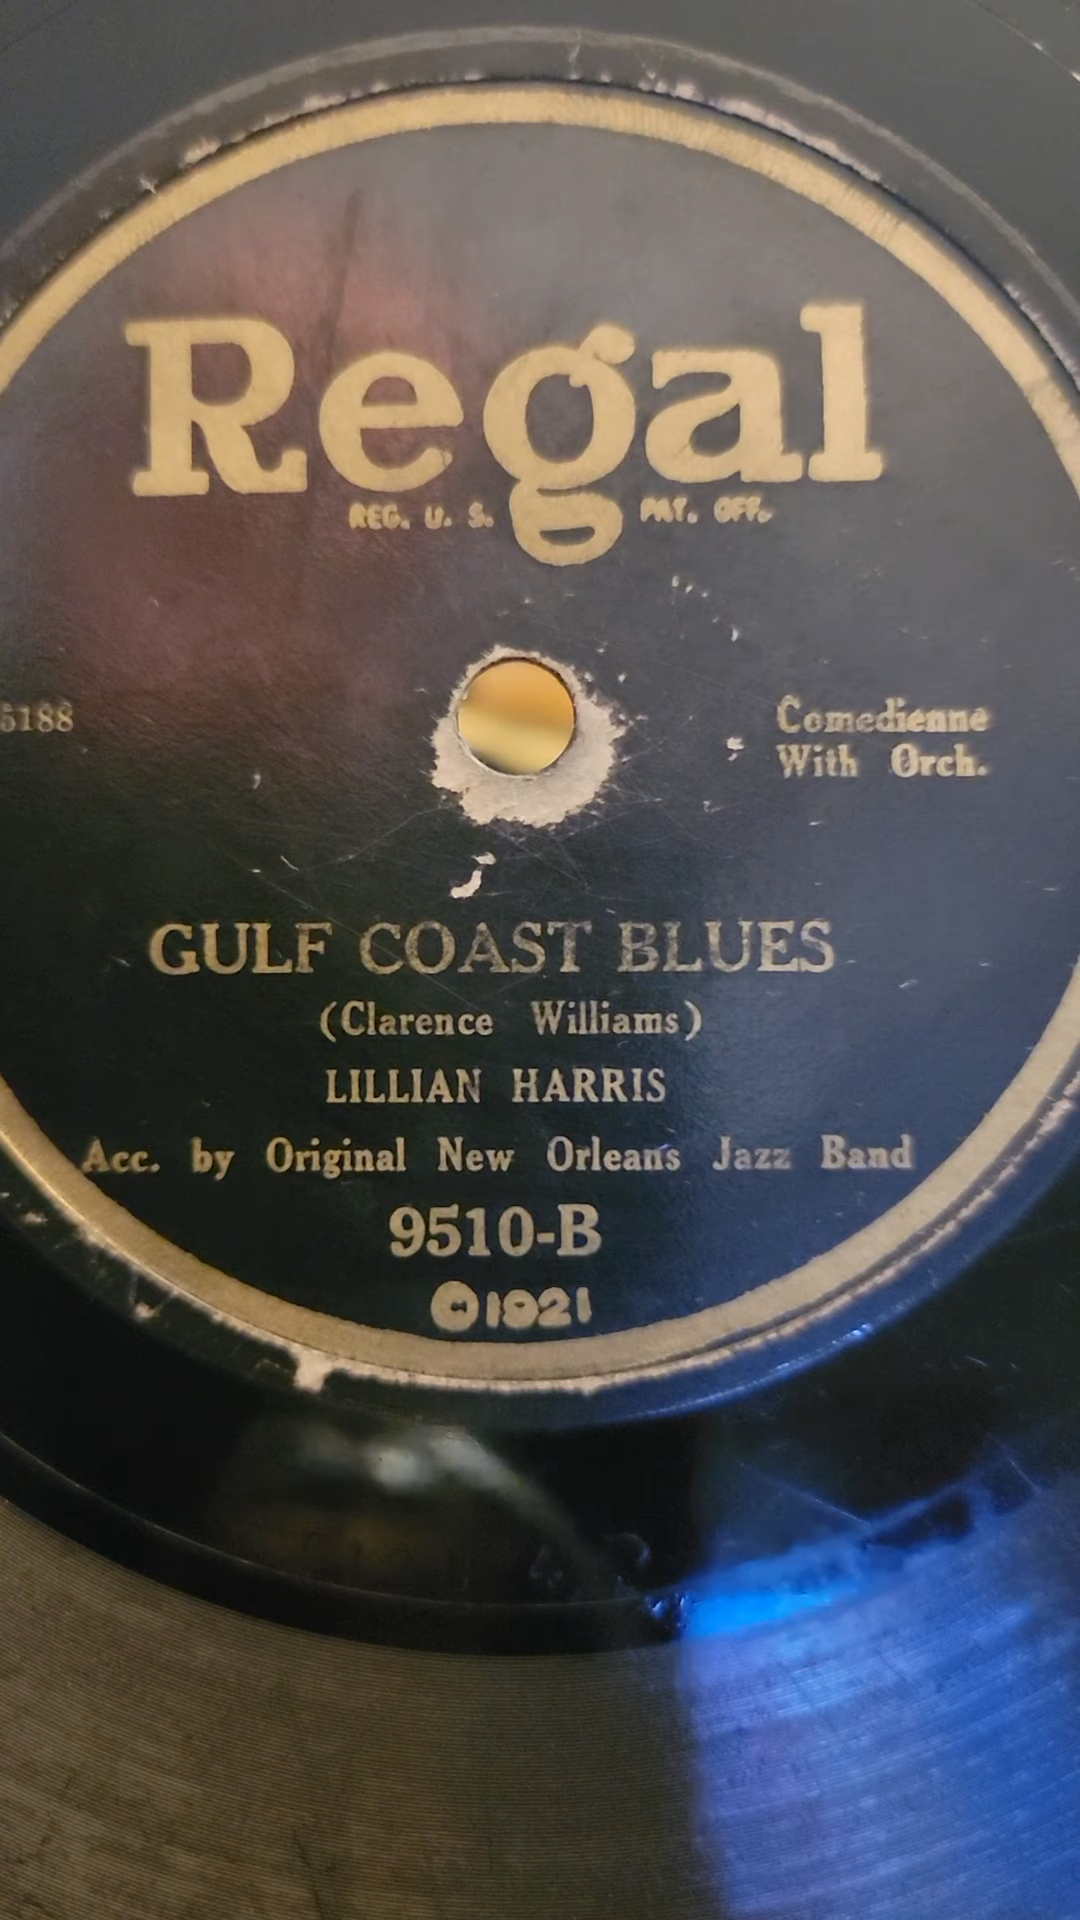 Regal
REG. U. S. PAT. OFF.
5188
Comedienne
With Orch.
GULF COAST BLUES
(Clarence Williams)
LILLIAN HARRIS
Acc. by Original New Orleans Jazz Band
9510-B
©1921